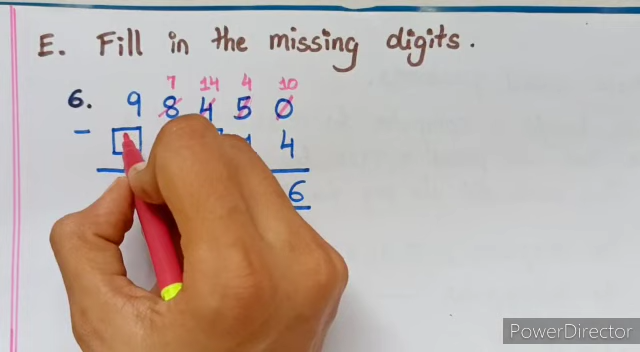 E. Fill in the missing digits.
7 14 4 10
6. 9 8 4 5 0
- 4
6
PowerDirector